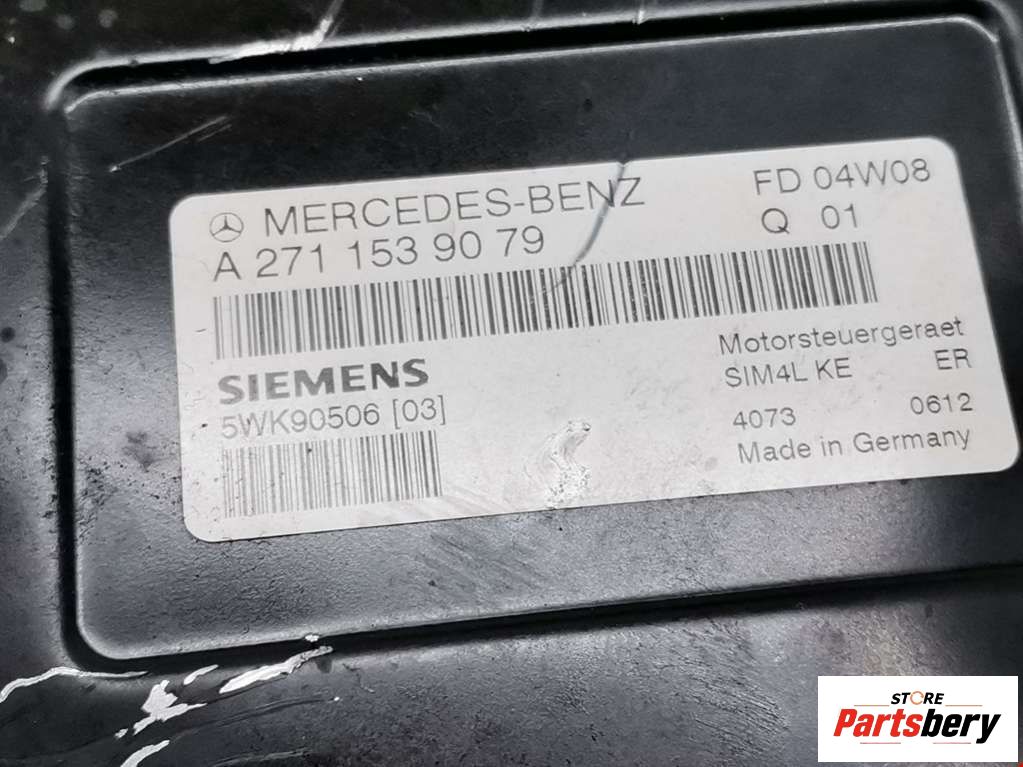 MERCEDES-BENZ
A 271 153 90 79
FD 04W08
Q 01
Motorsteuergeraet
SIM4L KE ER
SIEMENS
5WK90506 [03]
4073 0612
Made in Germany
STORE
Partsbery